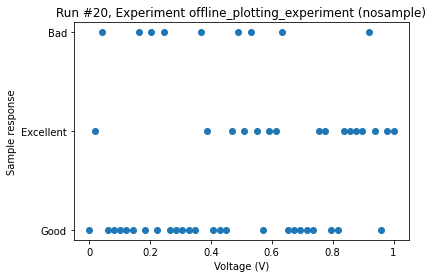 Run #20, Experiment offline_plotting_experiment (nosample)
Bad
Excellent
Good
Sample response
0 0.2 0.4 0.6 0.8 1
Voltage (V)